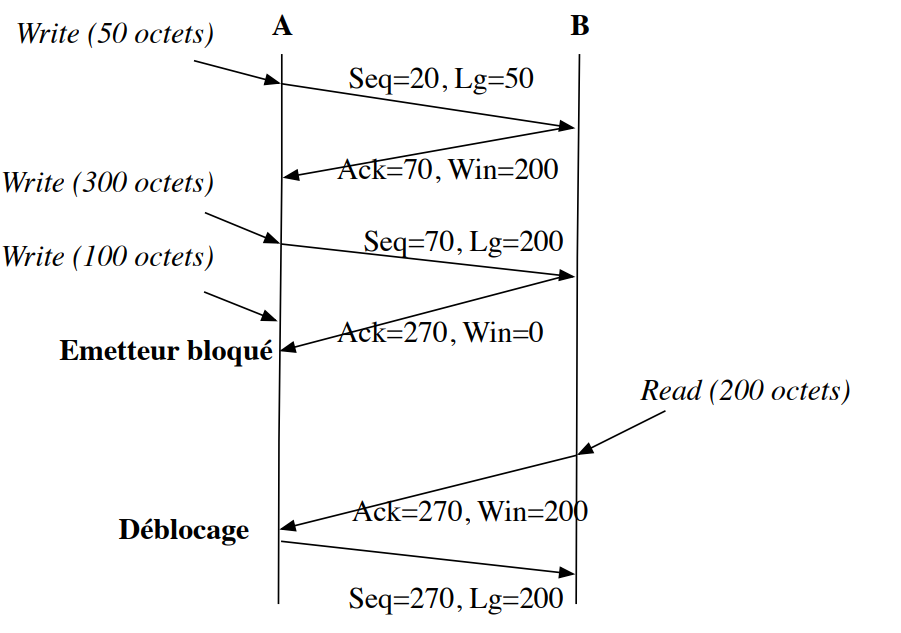 A
B
Write (50 octets)
Seq=20, Lg=50
Ack=70, Win=200
Write (300 octets)
Seq=70, Lg=200
Write (100 octets)
Ack=270, Win=0
Emetteur bloqué
Read (200 octets)
Ack=270, Win=200
Déblocage
Seq=270, Lg=200